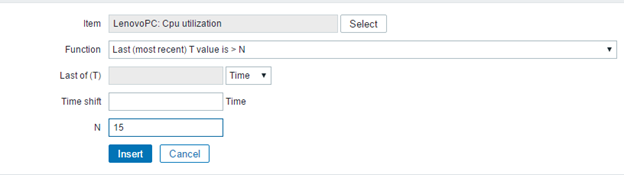 Item LenovoPC: Cpu utilization Select
Function Last (most recent) T value is > N
Last of (T) Time
Time shift Time
N 15
Insert Cancel